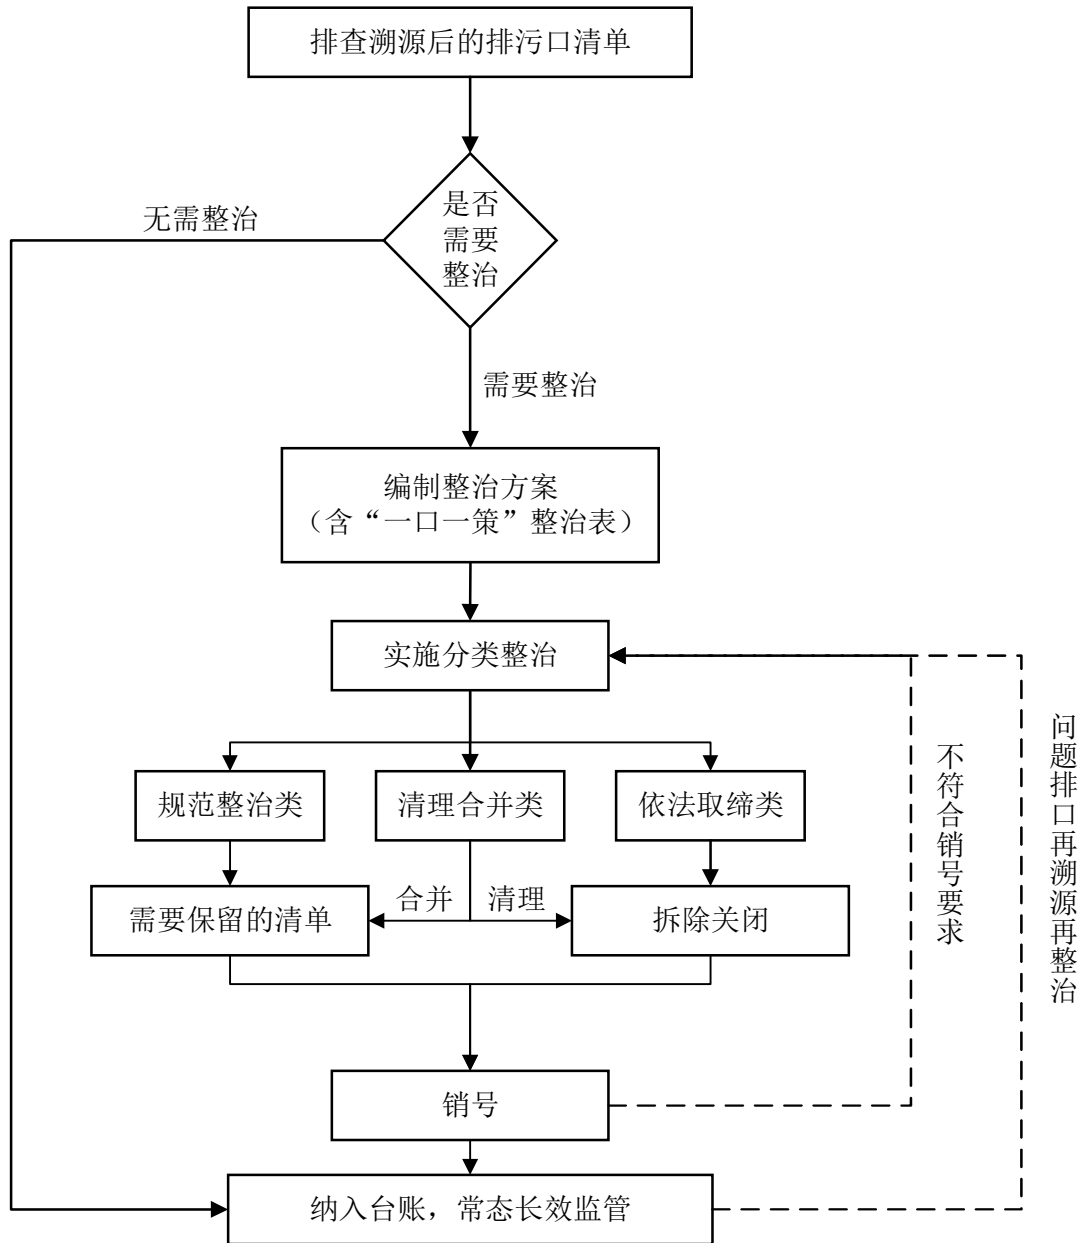 排查溯源后的排污口清单
是否
需要
整治
无需整治
需要整治
编制整治方案
（含“一口一策”整治表）
实施分类整治
规范整治类
清理合并类
依法取缔类
合并
清理
需要保留的清单
拆除关闭
不符合销号要求
问题排口再溯源再整治
销号
纳入台账，常态长效监管